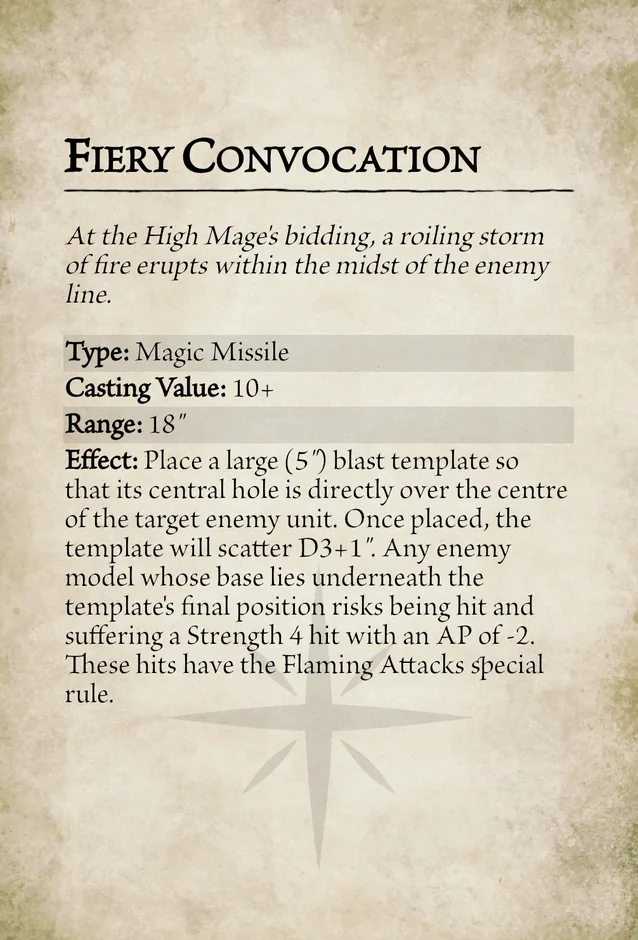 Fiery Convocation
At the High Mage's bidding, a roiling storm
of fire erupts within the midst of the enemy
line.
Type: Magic Missile
Casting Value: 10+
Range: 18"
Effect: Place a large (5") blast template so
that its central hole is directly over the centre
of the target enemy unit. Once placed, the
template will scatter D3+1". Any enemy
model whose base lies underneath the
template's final position risks being hit and
suffering a Strength 4 hit with an AP of -2.
These hits have the Flaming Attacks special
rule.